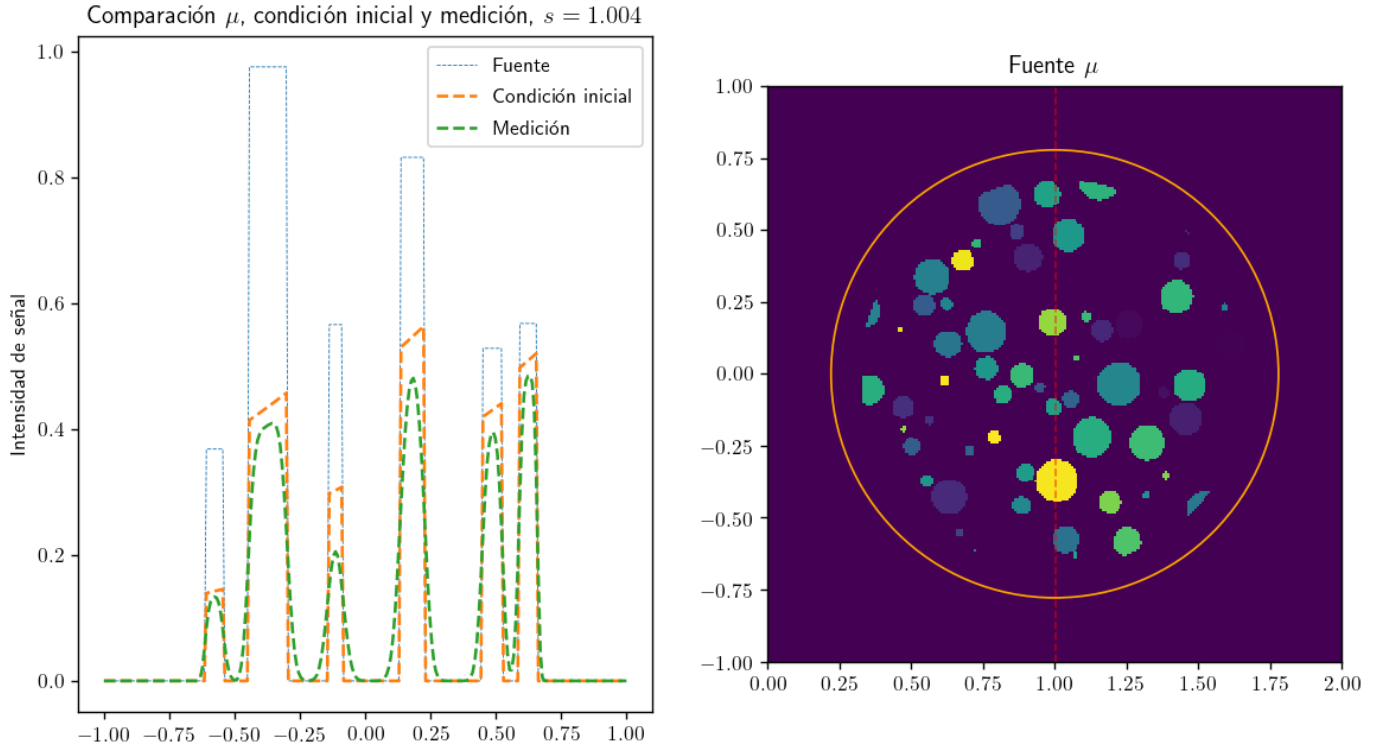 Comparación μ, condición inicial y medición, s = 1.004
Intensidad de señal
1.0
0.8
0.6
0.4
0.2
0.0
Fuente
Condición inicial
Medición
−1.00 −0.75 −0.50 −0.25 0.00 0.25 0.50 0.75 1.00
Fuente μ
1.00
0.75
0.50
0.25
0.00
−0.25
−0.50
−0.75
−1.00
0.00 0.25 0.50 0.75 1.00 1.25 1.50 1.75 2.00